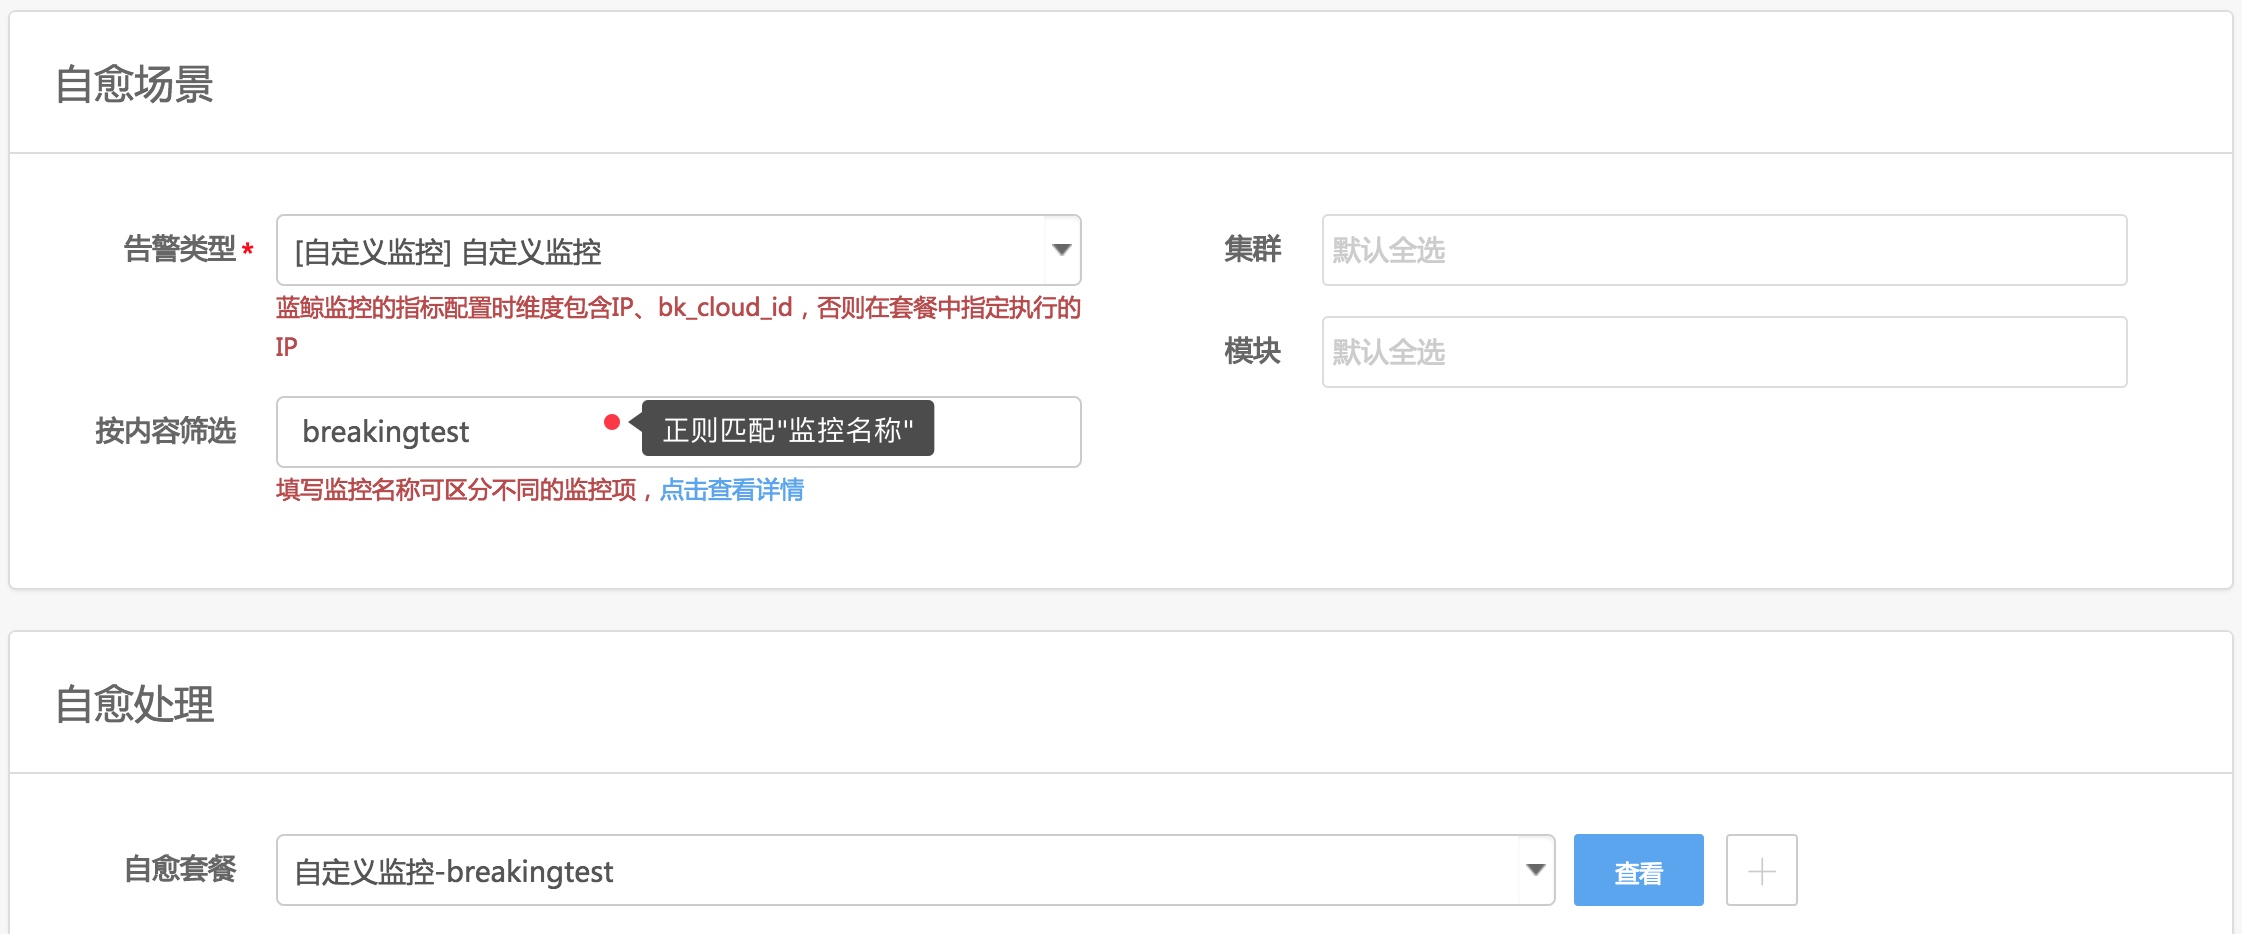 自愈场景
告警类型*
[自定义监控] 自定义监控
蓝鲸监控的指标配置时维度包含IP、bk_cloud_id，否则在套餐中指定执行的
IP
集群
默认全选
模块
默认全选
按内容筛选
breakingtest
正则匹配"监控名称"
填写监控名称可区分不同的监控项，点击查看详情
自愈处理
自愈套餐
自定义监控-breakingtest
查看